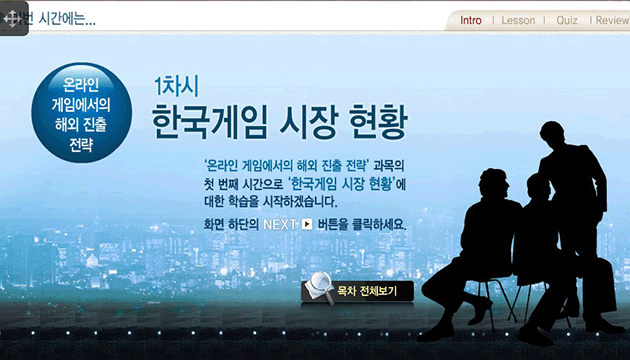 이번 시간에는...
Intro | Lesson | Quiz | Review
온라인
게임에서의
해외 진출
전략
1차시
한국게임 시장 현황
‘온라인 게임에서의 해외 진출 전략’ 과목의
첫 번째 시간으로 ‘한국게임 시장 현황’에
대한 학습을 시작하겠습니다.
화면 하단의 NEXT 버튼을 클릭하세요.
목차 전체보기